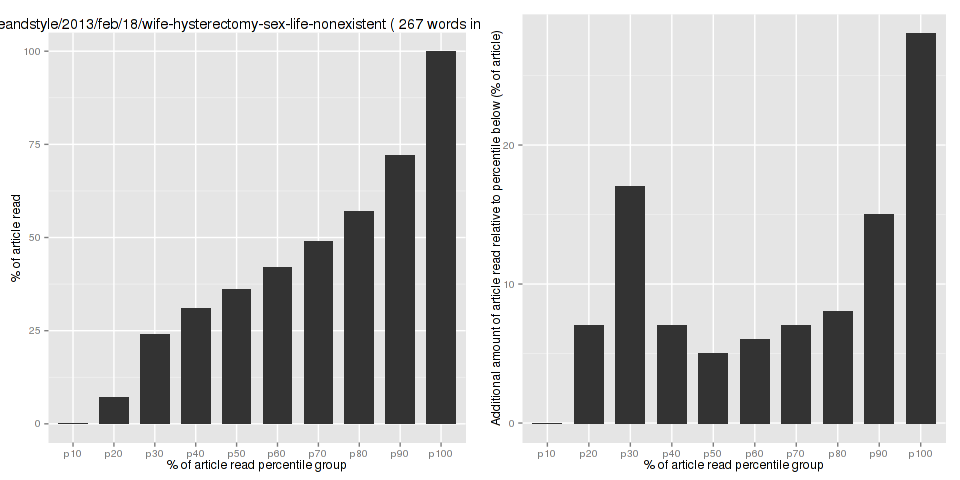 eandstyle/2013/feb/18/wife-hysterectomy-sex-life-nonexistent ( 267 words in
% of article read
100
75
50
25
0
p10 p20 p30 p40 p50 p60 p70 p80 p90 p100
% of article read percentile group
Additional amount of article read relative to percentile below (% of article)
20
10
0
p10 p20 p30 p40 p50 p60 p70 p80 p90 p100
% of article read percentile group